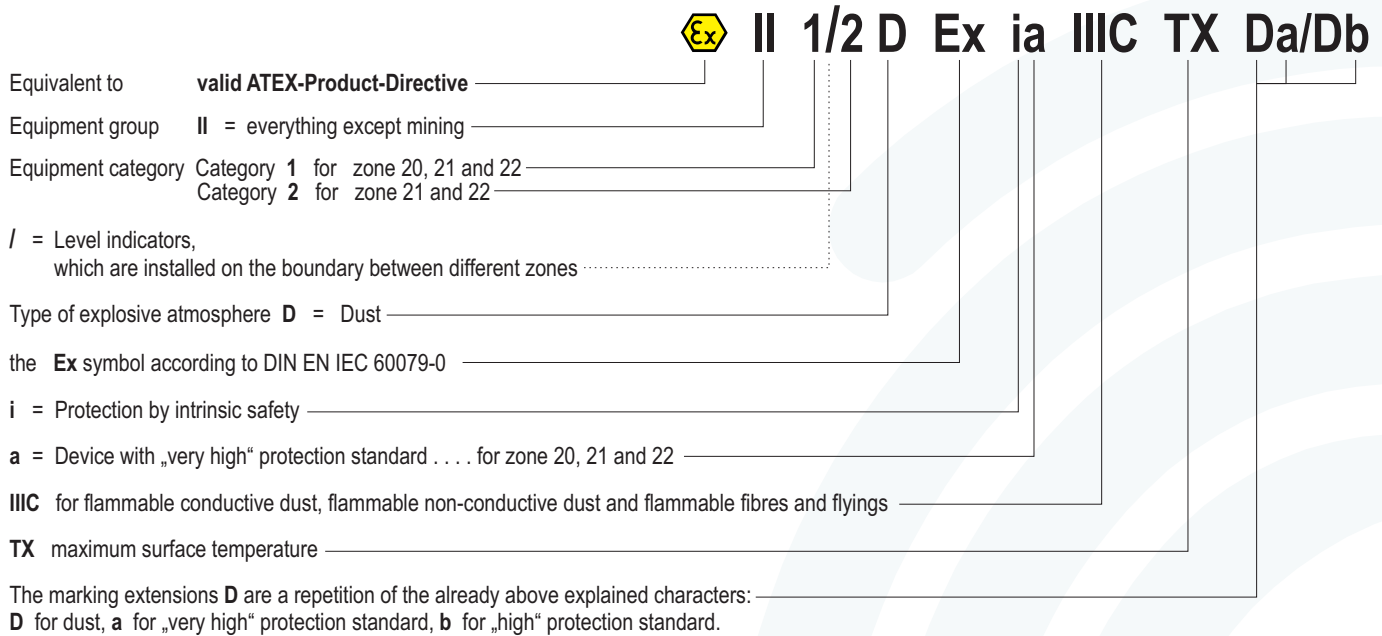 Ex II 1/2 D Ex ia IIIC TX Da/Db
Equivalent to valid ATEX-Product-Directive
Equipment group II = everything except mining
Equipment category Category 1 for zone 20, 21 and 22
Category 2 for zone 21 and 22
/ = Level indicators,
which are installed on the boundary between different zones
Type of explosive atmosphere D = Dust
the Ex symbol according to DIN EN IEC 60079-0
i = Protection by intrinsic safety
a = Device with „very high“ protection standard . . . . for zone 20, 21 and 22
IIIC for flammable conductive dust, flammable non-conductive dust and flammable fibres and flyings
TX maximum surface temperature
The marking extensions D are a repetition of the already above explained characters:
D for dust, a for „very high“ protection standard, b for „high“ protection standard.